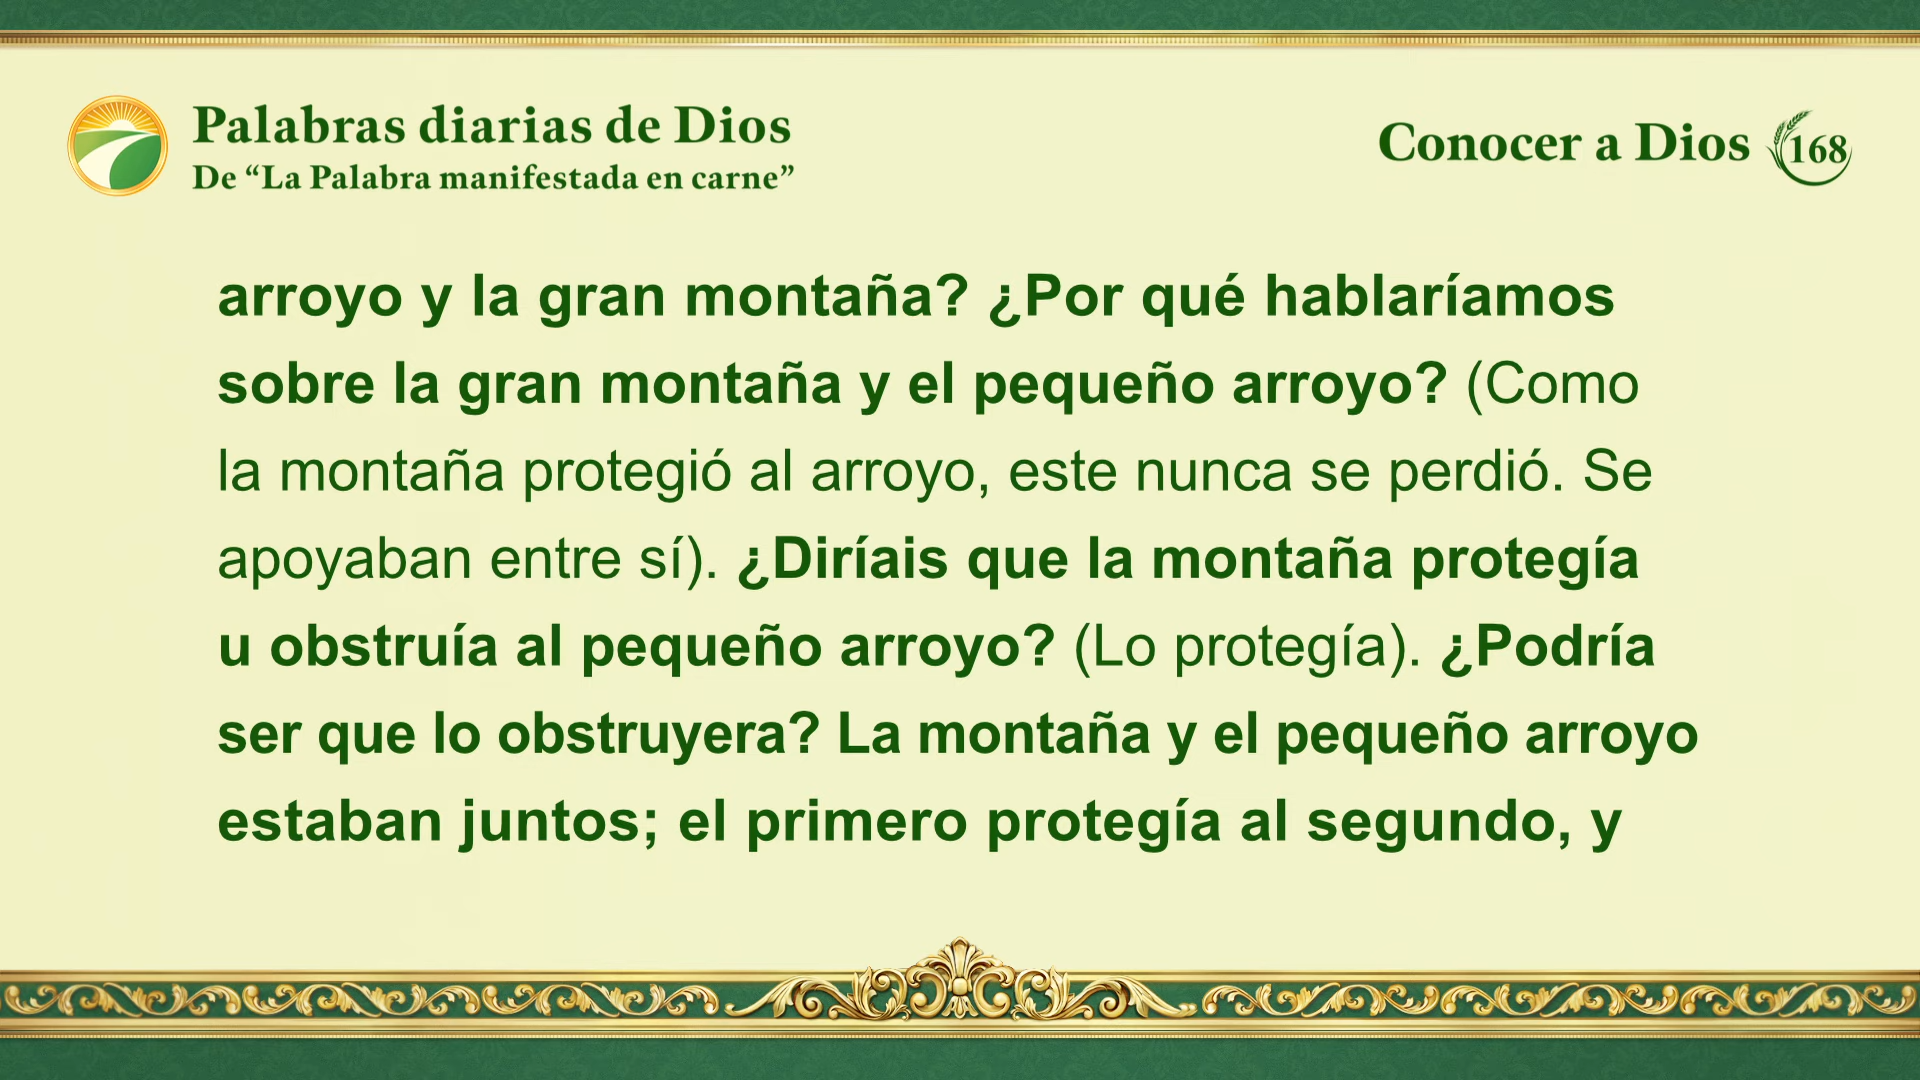 Palabras diarias de Dios
De “La Palabra manifestada en carne”
Conocer a Dios 168
arroyo y la gran montaña? ¿Por qué hablaríamos
sobre la gran montaña y el pequeño arroyo? (Como
la montaña protegió al arroyo, este nunca se perdió. Se
apoyaban entre sí). ¿Diríais que la montaña protegía
u obstruía al pequeño arroyo? (Lo protegía). ¿Podría
ser que lo obstruyera? La montaña y el pequeño arroyo
estaban juntos; el primero protegía al segundo, y